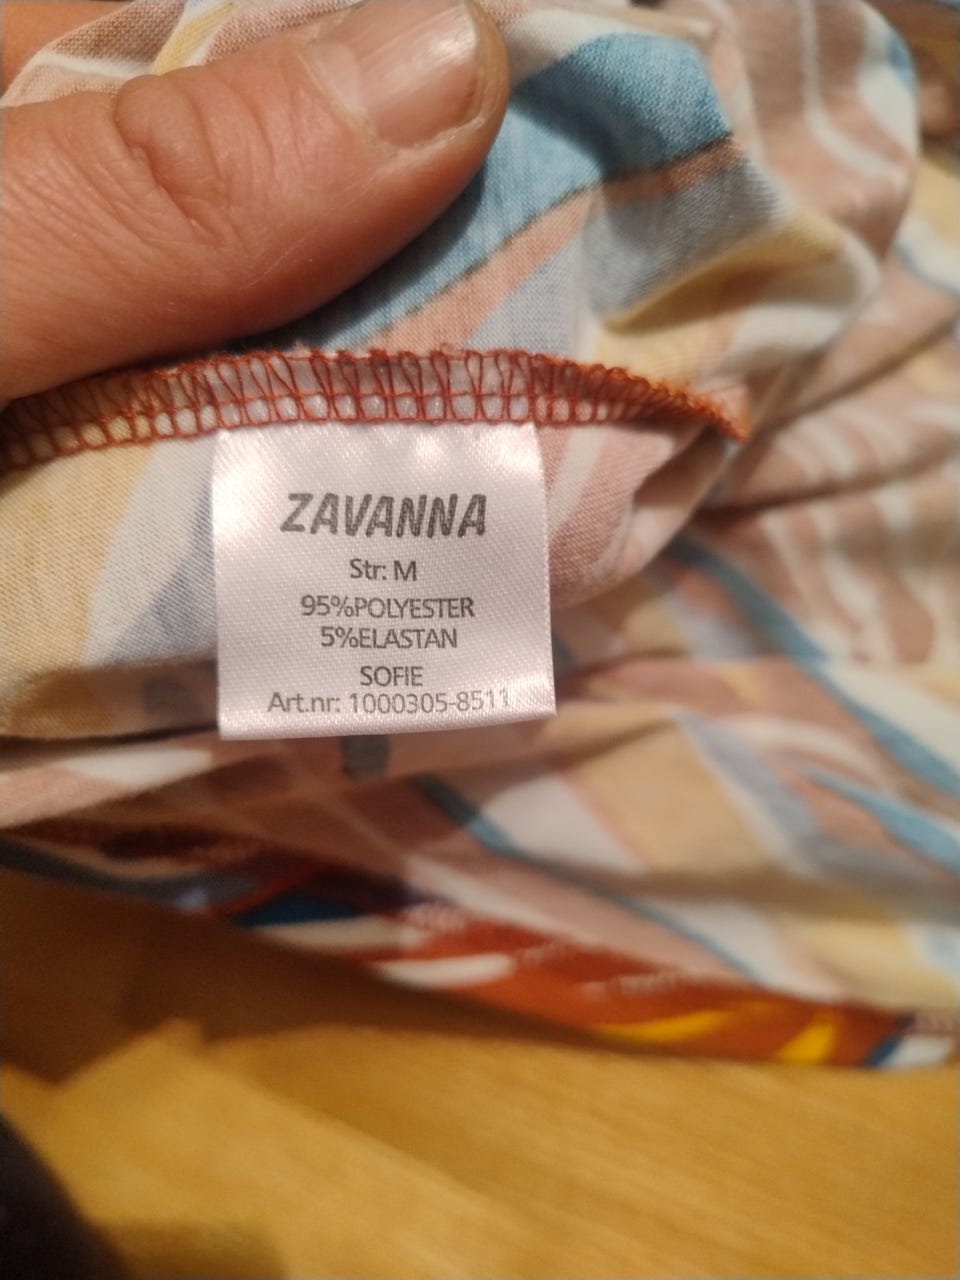 ZAVANNA
Str: M
95%POLYESTER
5%ELASTAN
SOFIE
Art.nr: 1000305-8511